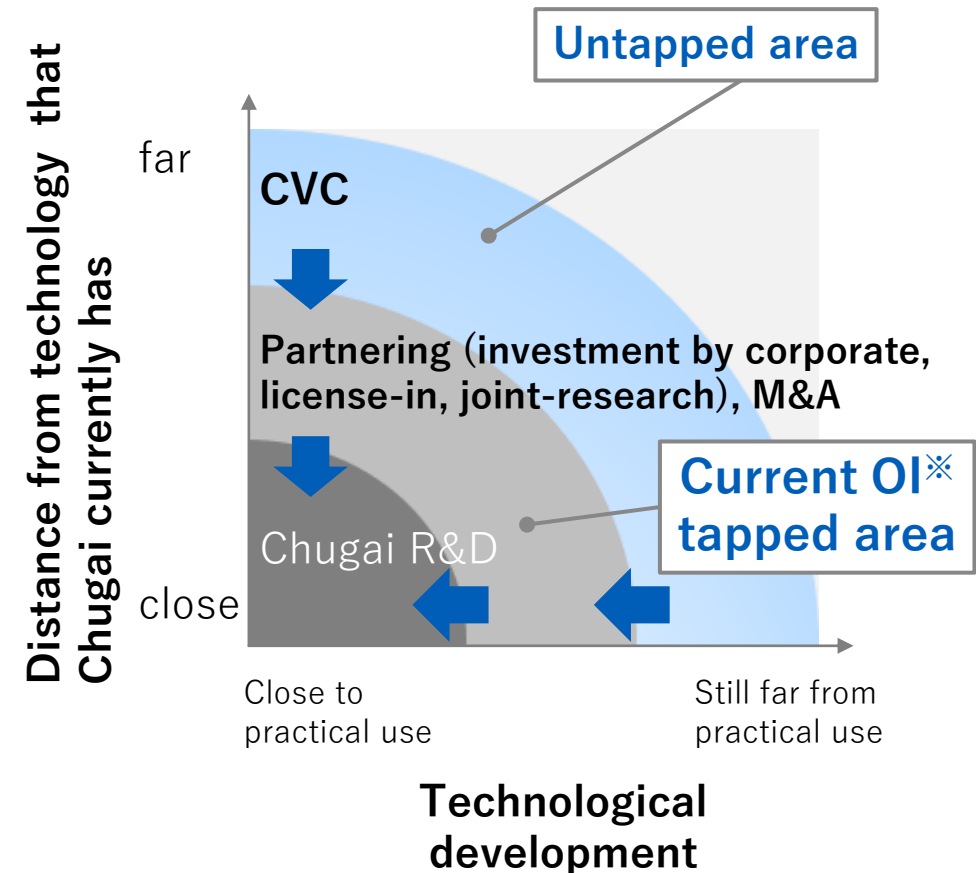 Untapped area
Distance from technology that
Chugai currently has
far
CVC
Partnering (investment by corporate,
license-in, joint-research), M&A
Current OI※
tapped area
Chugai R&D
close
Close to
practical use
Still far from
practical use
Technological
development